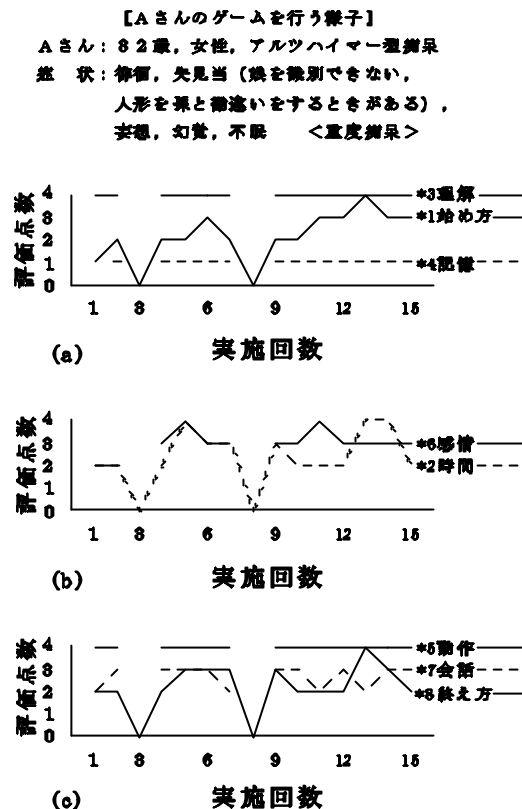 [Aさんのゲームを行う様子]
Aさん：82歳，女性，アルツハイマー型痴呆
症 状：徘徊，失見当（娘を識別できない，
人形を孫と勘違いをするときがある），
妄想，幻覚，不眠 ＜重度痴呆＞
評価点数
4
3
2
1
0
*3理解
*1始め方
*4記憶
1 3 6 9 12 15
(a) 実施回数
評価点数
4
3
2
1
0
*6感情
*2時間
1 3 6 9 12 15
(b) 実施回数
評価点数
4
3
2
1
0
*5動作
*7会話
*8終え方
1 3 6 9 12 15
(c) 実施回数